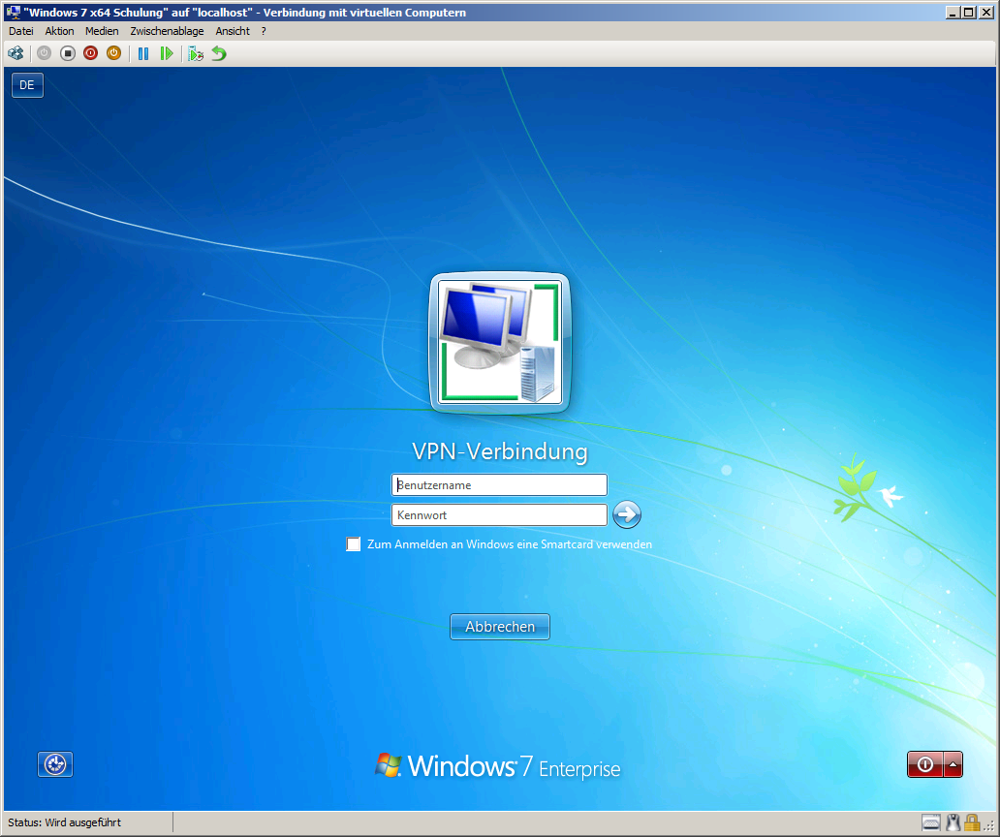 "Windows 7 x64 Schulung" auf "localhost" - Verbindung mit virtuellen Computern
Datei Aktion Medien Zwischenablage Ansicht ?
DE
VPN-Verbindung
Benutzername
Kennwort
Zum Anmelden an Windows eine Smartcard verwenden
Abbrechen
Windows 7 Enterprise
Status: Wird ausgeführt